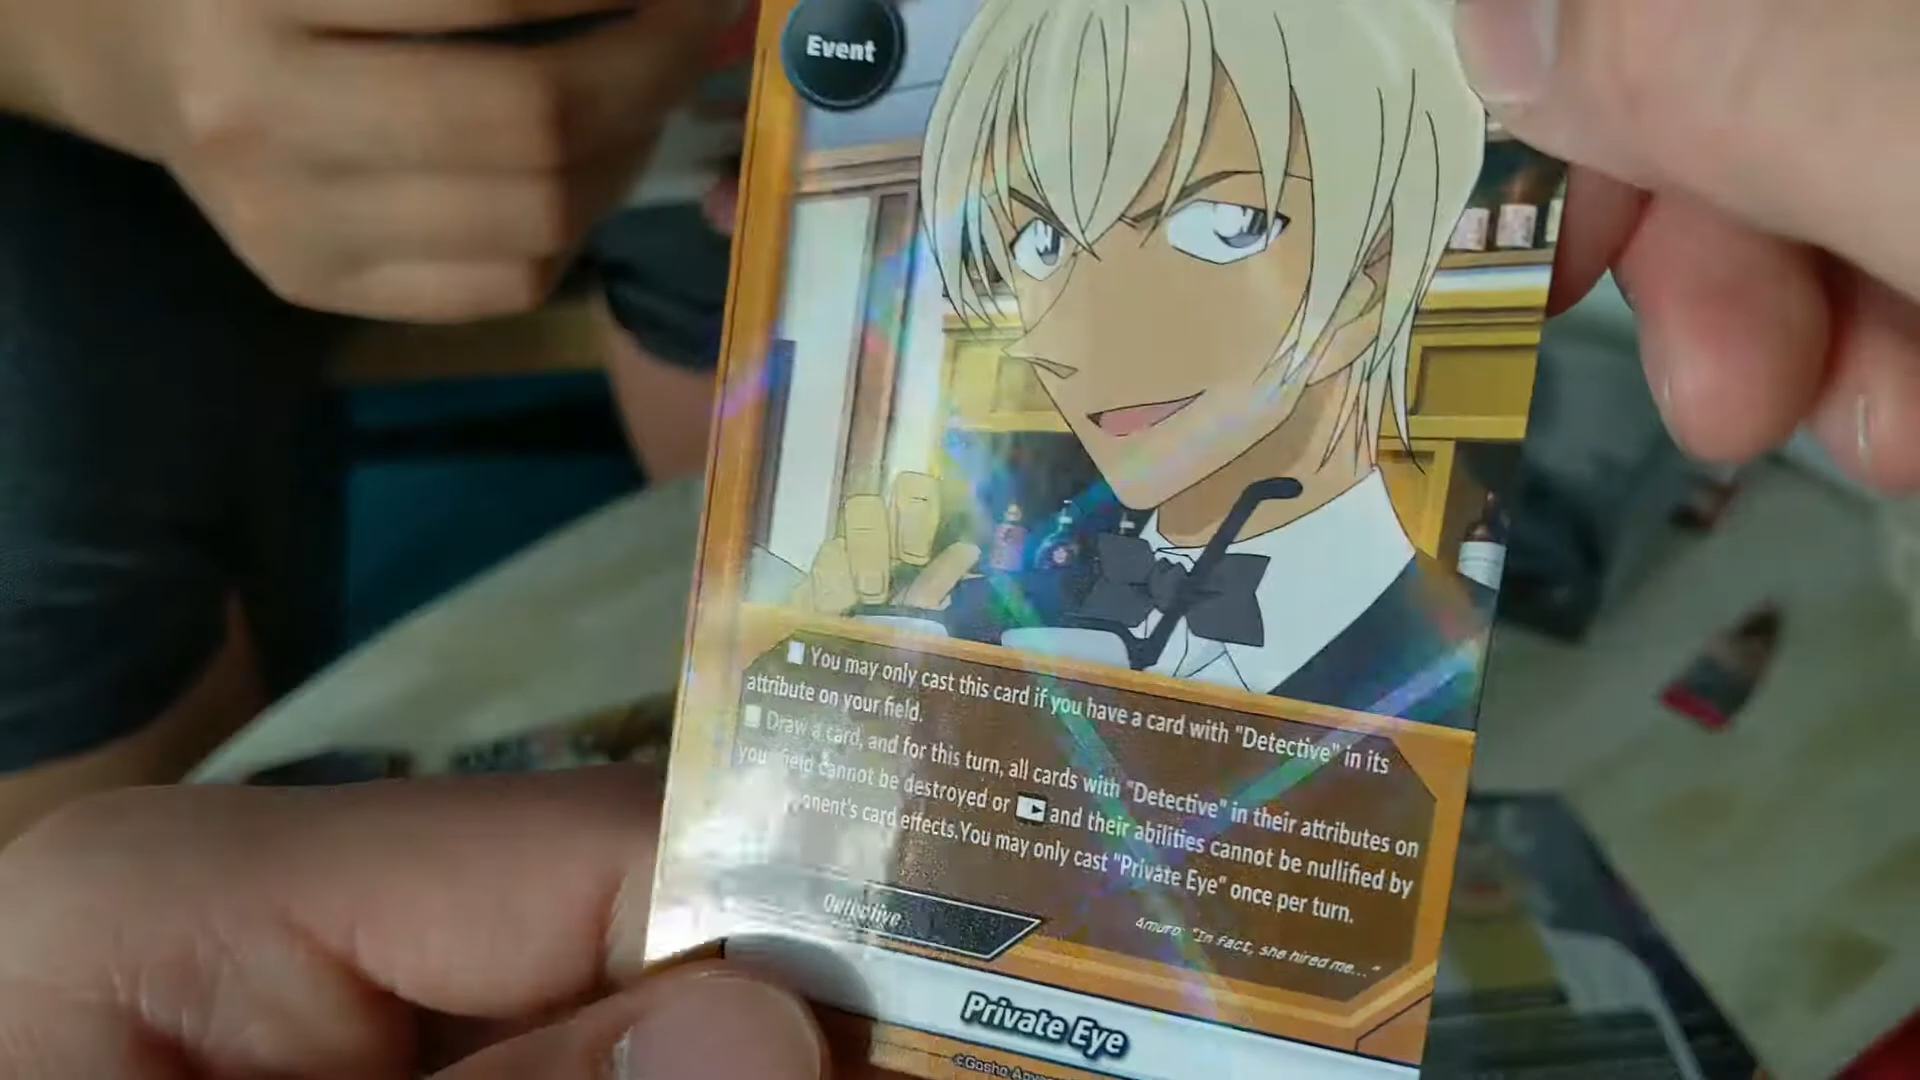 Event
You may only cast this card if you have a card with "Detective" in its
attribute on your field.
Draw a card, and for this turn, all cards with "Detective" in their attributes on
your field cannot be destroyed or and their abilities cannot be nullified by
card effects.You may only cast "Private Eye" once per turn.
Detective
Amuro: "In fact, she hired me..."
Private Eye
©Gosho